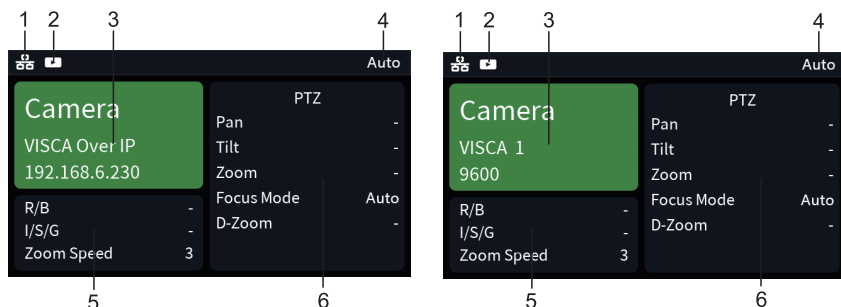 1 2 3 4
Auto
Camera
VISCA Over IP
192.168.6.230
R/B -
I/S/G -
Zoom Speed 3
PTZ
Pan -
Tilt -
Zoom -
Focus Mode Auto
D-Zoom -
5 6
1 2 3 4
Auto
Camera
VISCA 1
9600
R/B -
I/S/G -
Zoom Speed 3
PTZ
Pan -
Tilt -
Zoom -
Focus Mode Auto
D-Zoom -
5 6